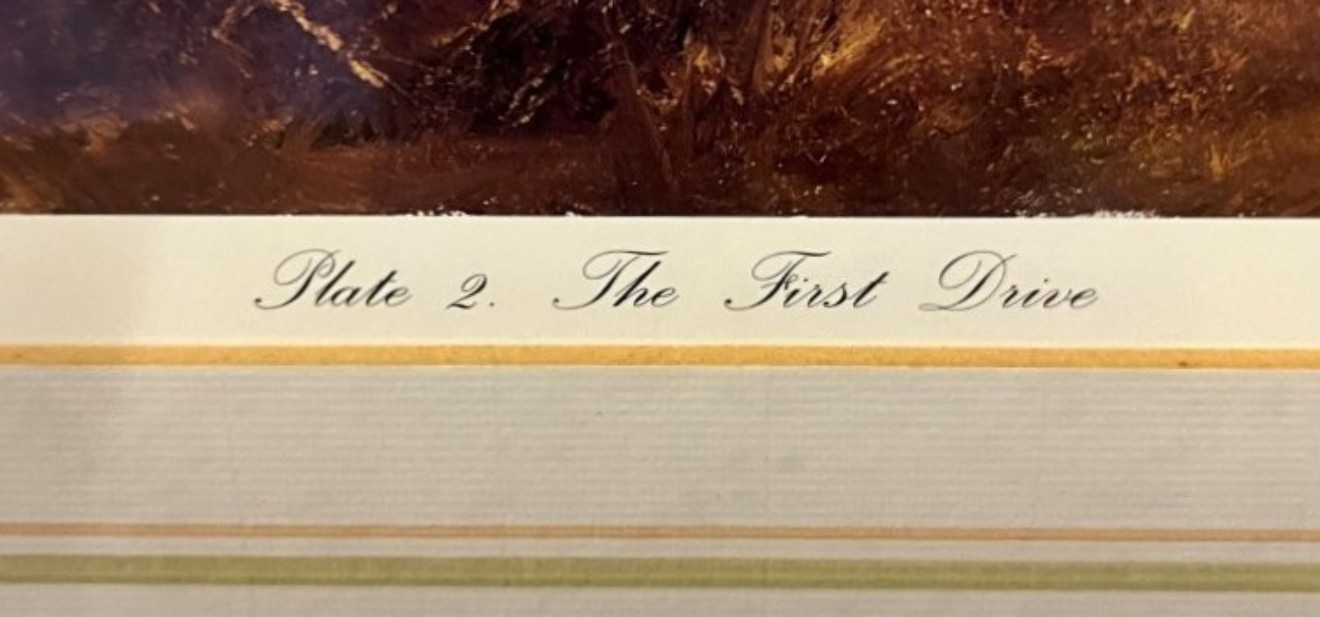 Plate 2. The First Drive